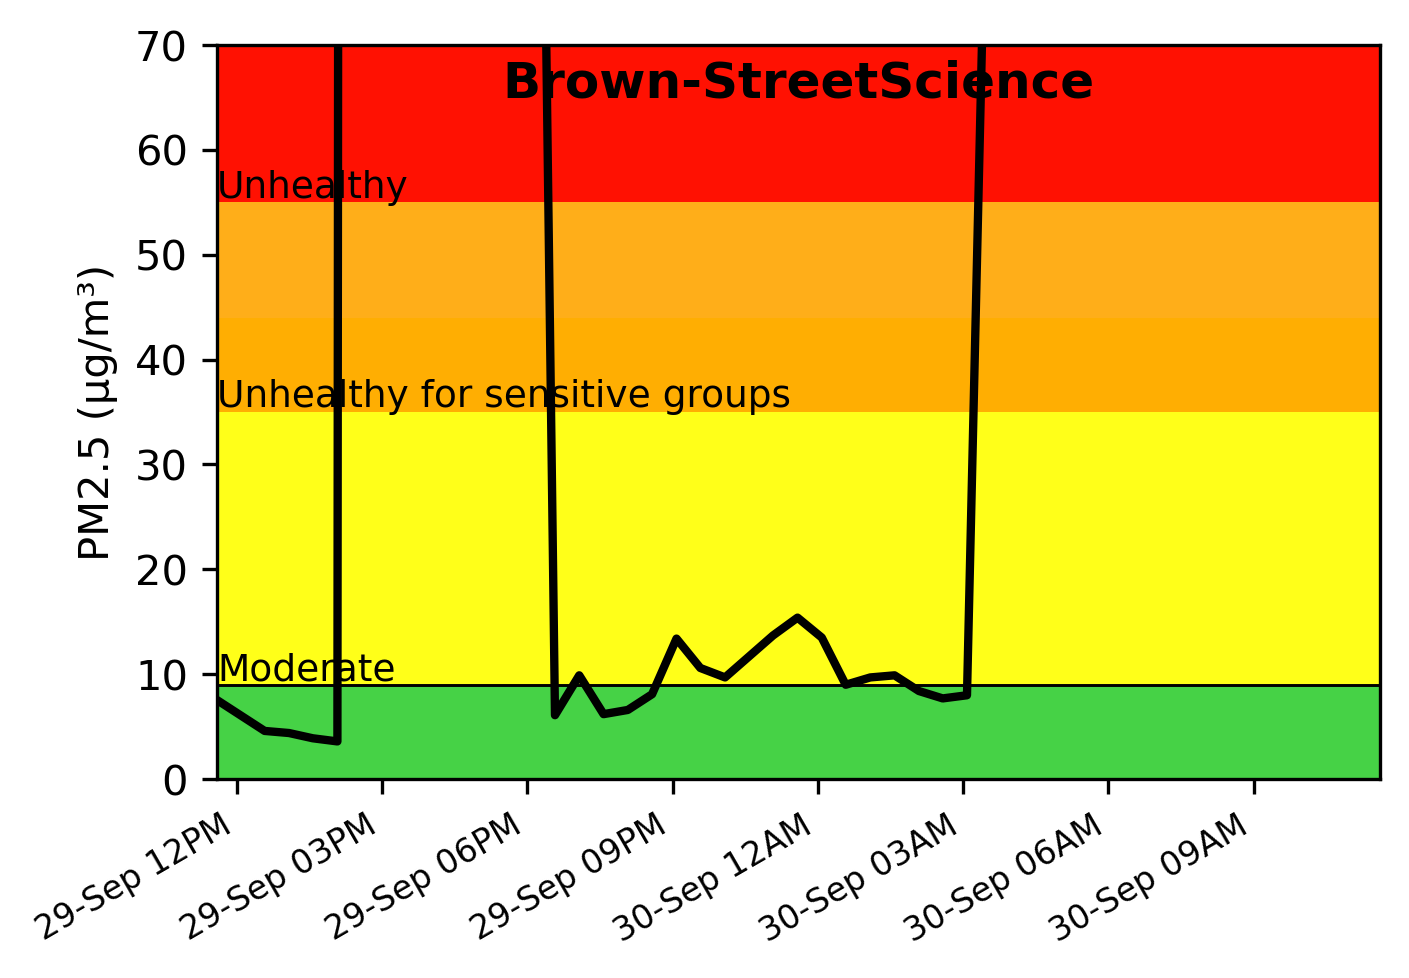 Brown-StreetScience
70
60
Unhealthy
50
40
Unhealthy for sensitive groups
30
20
10
Moderate
0
PM2.5 (µg/m³)
29-Sep 12PM
29-Sep 03PM
29-Sep 06PM
29-Sep 09PM
30-Sep 12AM
30-Sep 03AM
30-Sep 06AM
30-Sep 09AM